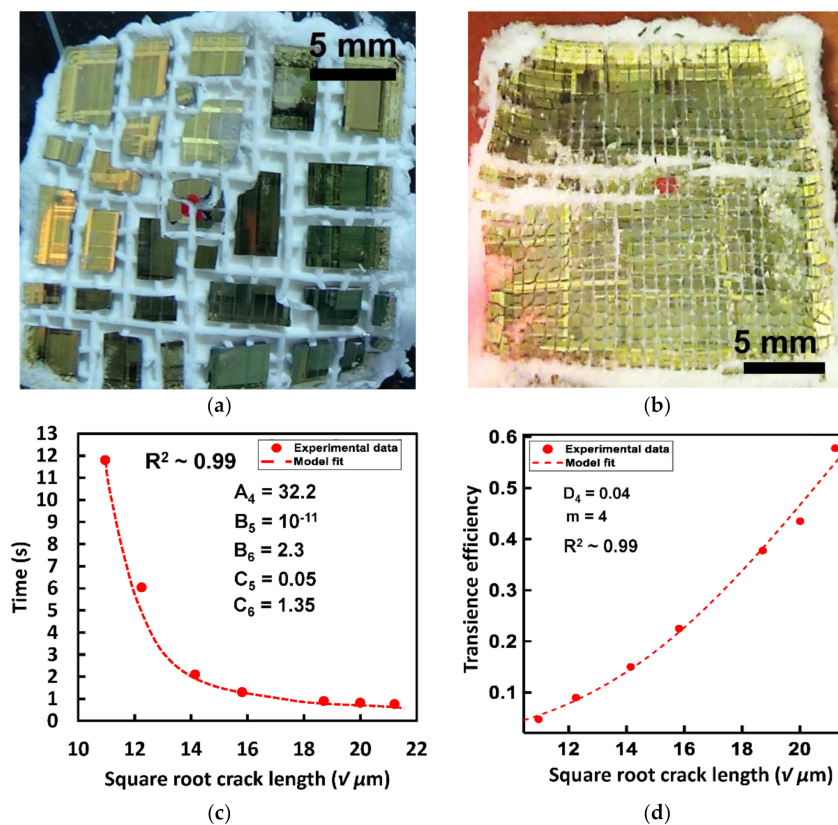 5 mm
5 mm
(a)
(b)
13
12
11
10
9
8
7
6
5
4
3
2
1
0
Time (s)
R² ~ 0.99
Experimental data
Model fit
A₄ = 32.2
B₅ = 10⁻¹¹
B₆ = 2.3
C₅ = 0.05
C₆ = 1.35
10 12 14 16 18 20 22
Square root crack length (√ μm)
(c)
0.6
0.5
0.4
0.3
0.2
0.1
Transience efficiency
Experimental data
Model fit
D₄ = 0.04
m = 4
R² ~ 0.99
12 14 16 18 20
Square root crack length (√ μm)
(d)